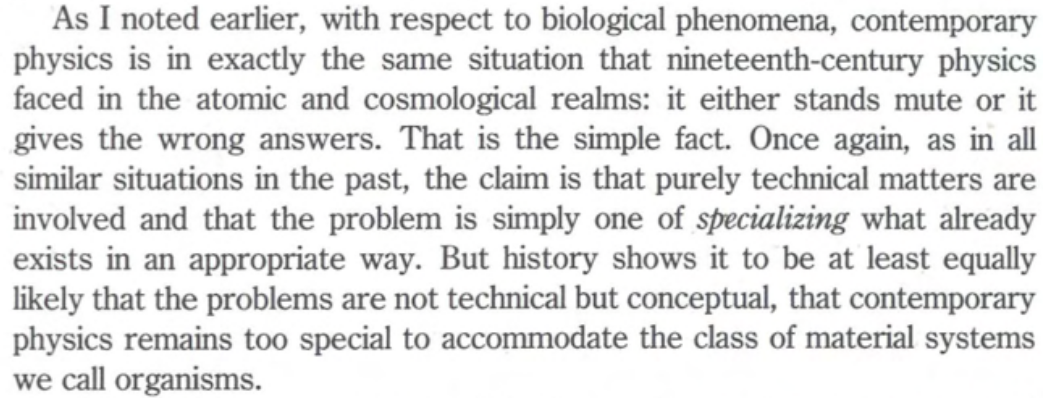 As I noted earlier, with respect to biological phenomena, contemporary
physics is in exactly the same situation that nineteenth-century physics
faced in the atomic and cosmological realms: it either stands mute or it
gives the wrong answers. That is the simple fact. Once again, as in all
similar situations in the past, the claim is that purely technical matters are
involved and that the problem is simply one of specializing what already
exists in an appropriate way. But history shows it to be at least equally
likely that the problems are not technical but conceptual, that contemporary
physics remains too special to accommodate the class of material systems
we call organisms.